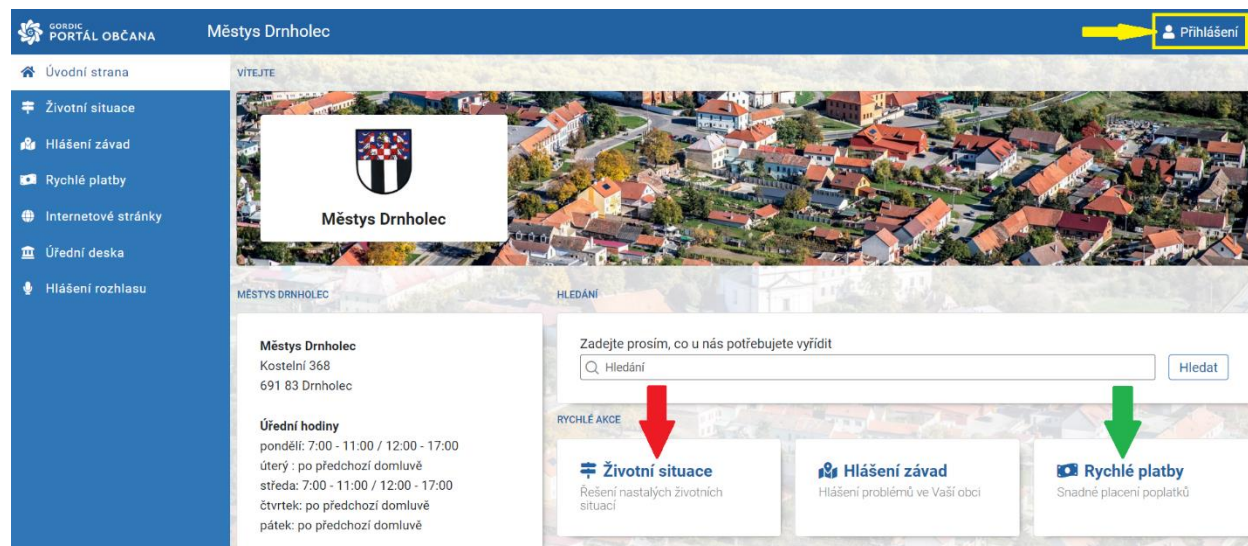 GORDIC
PORTÁL OBČANA
Městys Drnholec
Přihlášení
Úvodní strana
Životní situace
Hlášení závad
Rychlé platby
Internetové stránky
Úřední deska
Hlášení rozhlasu
VÍTEJTE
Městys Drnholec
MĚSTYS DRNHOLEC
Městys Drnholec
Kostelní 368
691 83 Drnholec
Úřední hodiny
pondělí: 7:00 - 11:00 / 12:00 - 17:00
úterý : po předchozí domluvě
středa: 7:00 - 11:00 / 12:00 - 17:00
čtvrtek: po předchozí domluvě
pátek: po předchozí domluvě
HLEDÁNÍ
Zadejte prosím, co u nás potřebujete vyřídit
Hledání
Hledat
RYCHLÉ AKCE
Životní situace
Řešení nastalých životních
situací
Hlášení závad
Hlášení problémů ve Vaší obci
Rychlé platby
Snadné placení poplatků